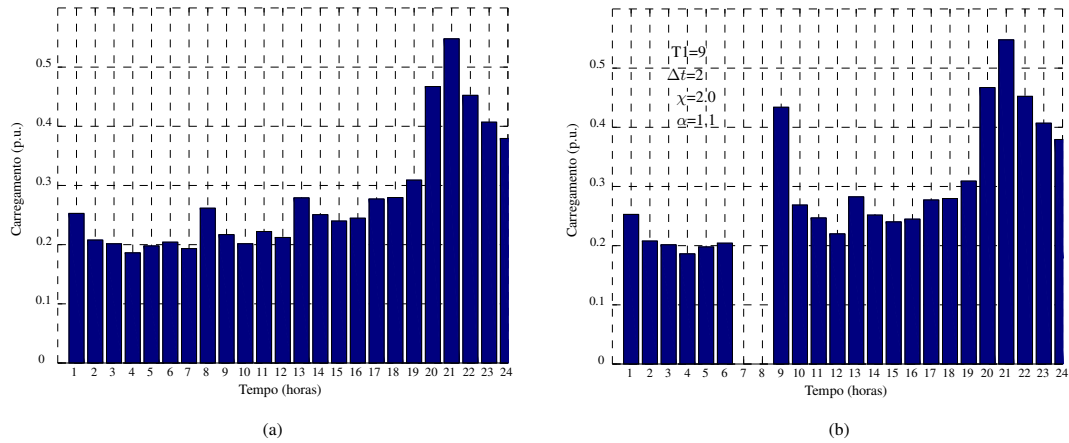 0.5
0.4
0.3
0.2
0.1
0
Carregamento (p.u.)
1 2 3 4 5 6 7 8 9 10 11 12 13 14 15 16 17 18 19 20 21 22 23 24
Tempo (horas)
(a)
T1=9
Δt=2
χ=2.0
α=1,1
0.5
0.4
0.3
0.2
0.1
0
Carregamento (p.u.)
1 2 3 4 5 6 7 8 9 10 11 12 13 14 15 16 17 18 19 20 21 22 23 24
Tempo (horas)
(b)